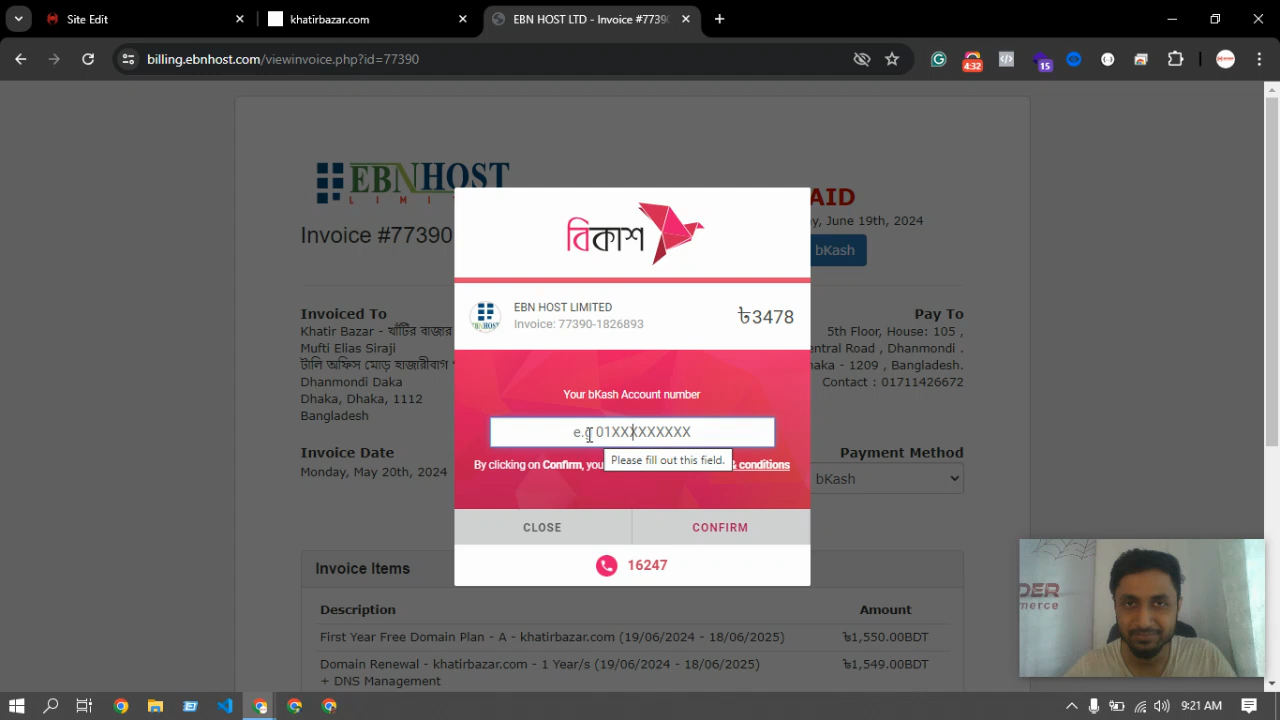 Site Edit
khatirbazar.com
EBN HOST LTD - Invoice #7739
billing.ebnhost.com/viewinvoice.php?id=77390
4:32
15
EBNHOST
LIMI
Invoice #77390
AID
y, June 19th, 2024
bKash
বিকাশ
EBN HOST LIMITED
Invoice: 77390-1826893
৳3478
Invoiced To
Khatir Bazar - খাঁটির বাজার
Mufti Elias Siraji
টালি অফিস মোড় হাজারীবাগ
Dhanmondi Daka
Dhaka, Dhaka, 1112
Bangladesh
Pay To
5th Floor, House: 105 ,
entral Road , Dhanmondi .
aka - 1209 , Bangladesh.
Contact : 01711426672
Your bKash Account number
e.g 01XXXXXXXXX
Please fill out this field.
By clicking on Confirm, you
& conditions
Invoice Date
Monday, May 20th, 2024
Payment Method
bKash
CLOSE
CONFIRM
16247
Invoice Items
Description
Amount
First Year Free Domain Plan - A - khatirbazar.com (19/06/2024 - 18/06/2025)
৳1,550.00BDT
Domain Renewal - khatirbazar.com - 1 Year/s (19/06/2024 - 18/06/2025)
৳1,549.00BDT
+ DNS Management
DER
merce
9:21 AM